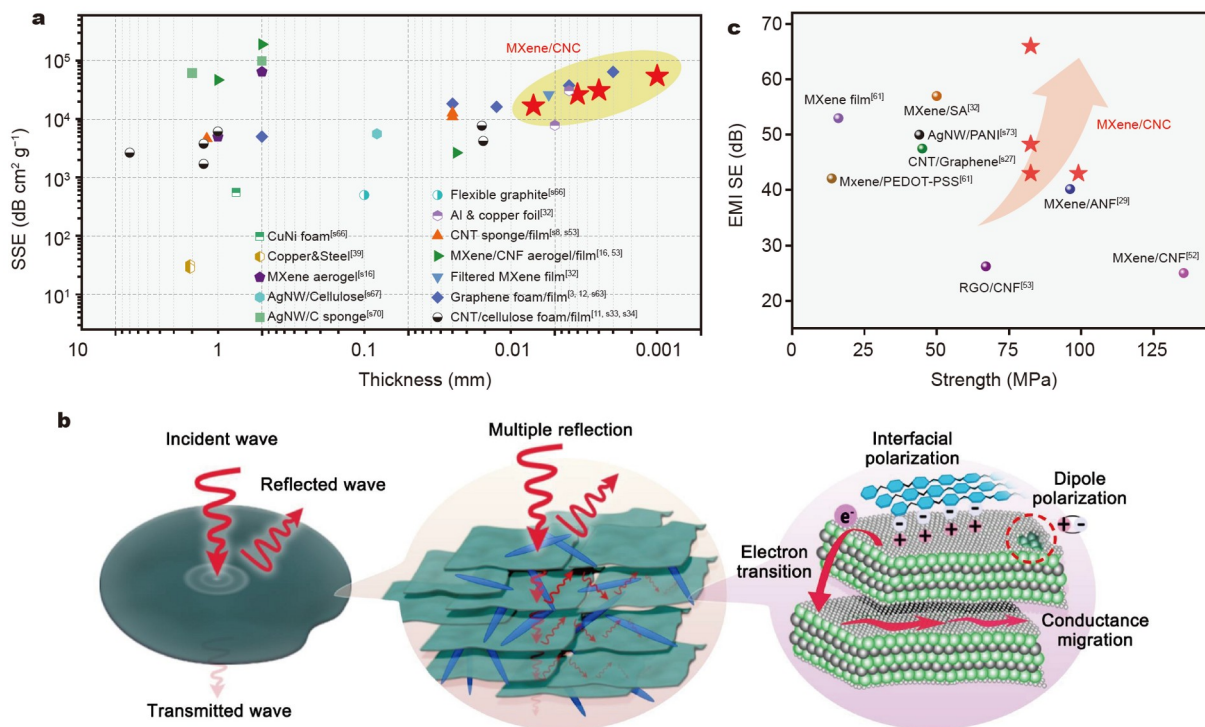 a
SSE (dB cm² g⁻¹)
10⁵
10⁴
10³
10²
10¹
MXene/CNC
CuNi foam[s66]
Copper&Steel[39]
MXene aerogel[s16]
AgNW/Cellulose[s67]
AgNW/C sponge[s70]
Flexible graphite[s66]
Al & copper foil[32]
CNT sponge/film[s8, s53]
MXene/CNF aerogel/film[16, 53]
Filtered MXene film[32]
Graphene foam/film[3, 12, s63]
CNT/cellulose foam/film[11, s33, s34]
10 1 0.1 0.01 0.001
Thickness (mm)
c
EMI SE (dB)
70
60
50
40
30
20
MXene film[61]
MXene/SA[32]
AgNW/PANI[s73]
CNT/Graphene[s27]
Mxene/PEDOT-PSS[61]
MXene/CNC
MXene/ANF[29]
MXene/CNF[52]
RGO/CNF[53]
0 25 50 75 100 125
Strength (MPa)
b
Incident wave
Reflected wave
Transmitted wave
Multiple reflection
Interfacial
polarization
Dipole
polarization
e⁻
- - - -
+ + + +
+ -
Electron
transition
Conductance
migration